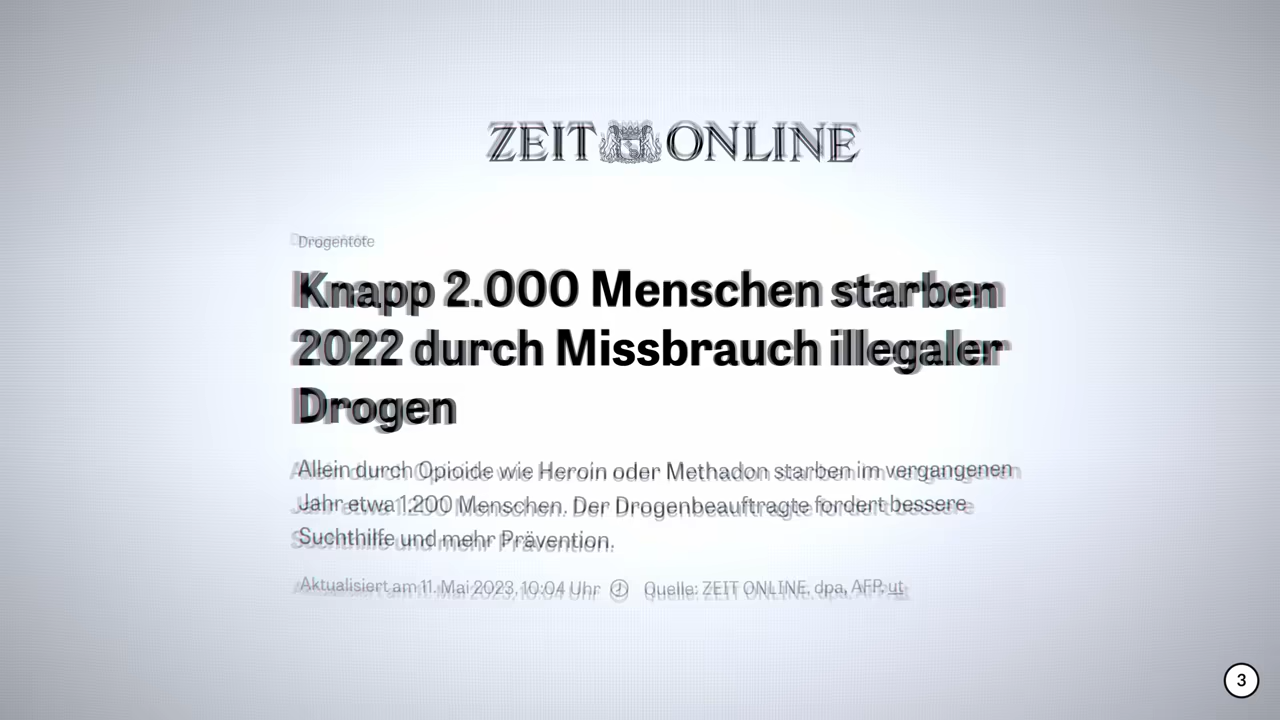 ZEIT ONLINE
Drogentote
Knapp 2.000 Menschen starben
2022 durch Missbrauch illegaler
Drogen
Allein durch Opioide wie Heroin oder Methadon starben im vergangenen
Jahr etwa 1.200 Menschen. Der Drogenbeauftragte fordert bessere
Suchthilfe und mehr Prävention.
Aktualisiert am 11. Mai 2023, 10:04 Uhr Quelle: ZEIT ONLINE, dpa, AFP, ut
3